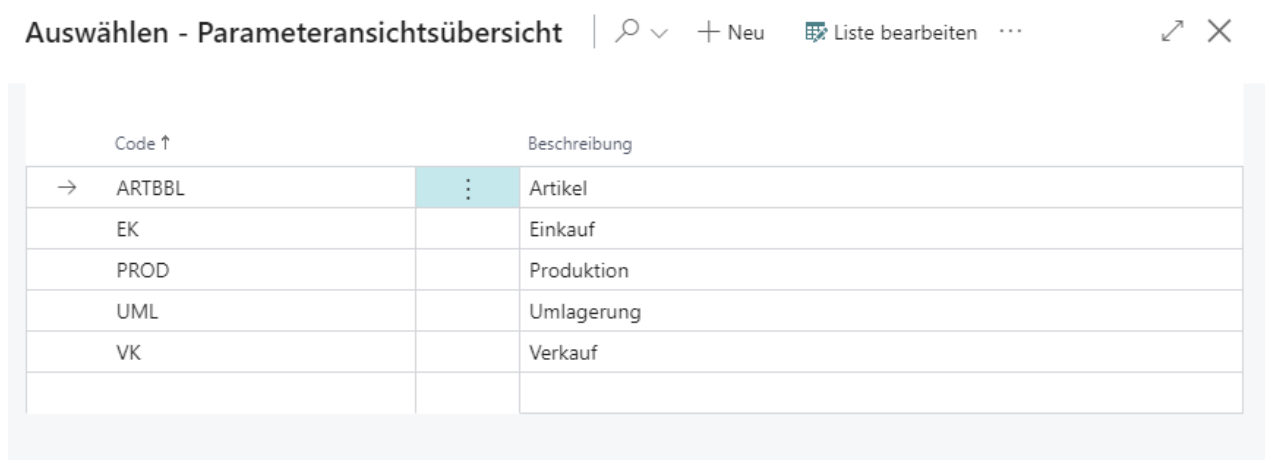 Auswählen - Parameteransichtsübersicht Neu Liste bearbeiten ...
Code ↑ Beschreibung
ARTBBL Artikel
EK Einkauf
PROD Produktion
UML Umlagerung
VK Verkauf